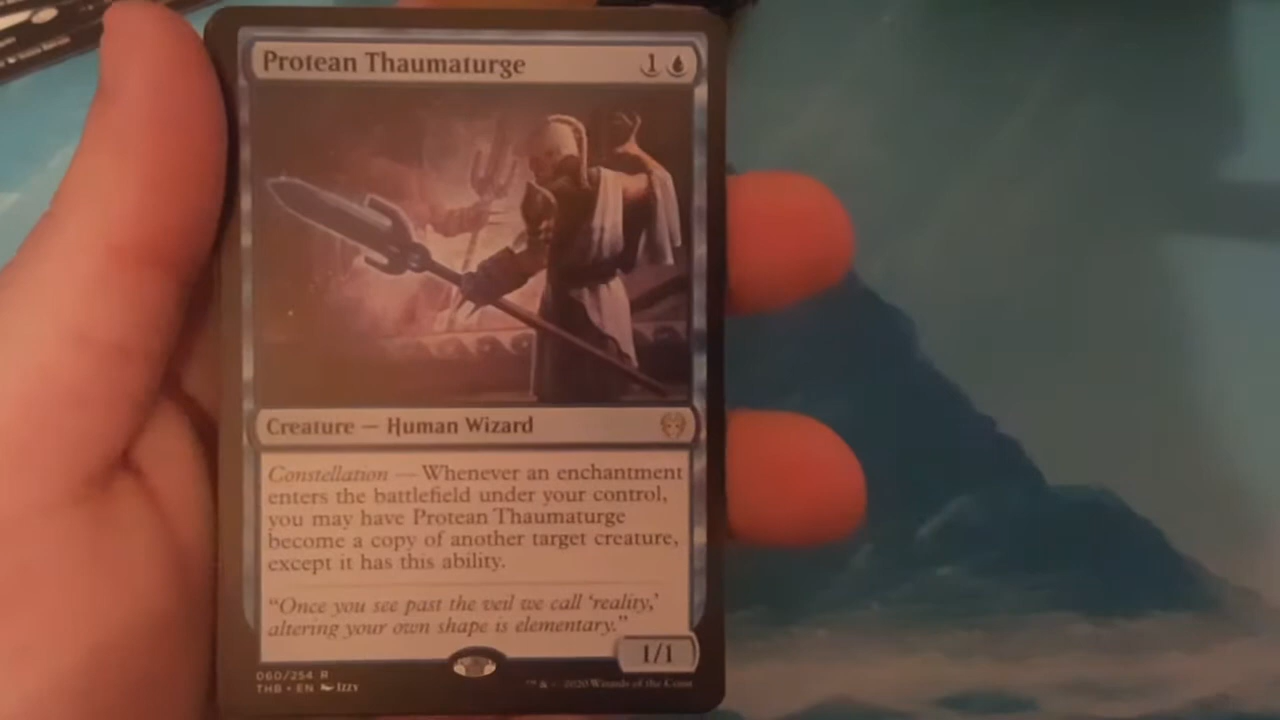 Protean Thaumaturge
1
Creature — Human Wizard
Constellation — Whenever an enchantment
enters the battlefield under your control,
you may have Protean Thaumaturge
become a copy of another target creature,
except it has this ability.
"Once you see past the veil we call 'reality,'
altering your own shape is elementary."
1/1
060/254 R
THB • EN Izzy
™ & © 2020 Wizards of the Coast